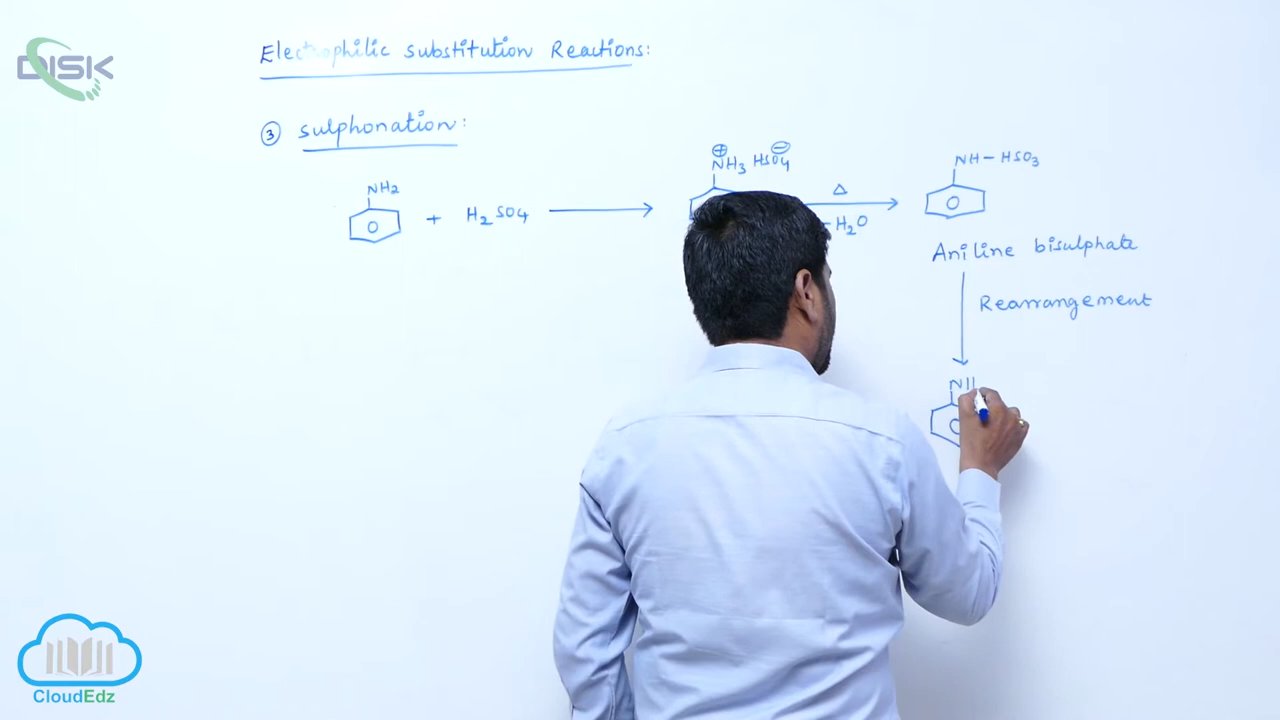 DISK
Electrophilic substitution Reactions:
③ sulphonation:
NH2
+ H2SO4
⊕
NH3 HSO4 ⊖
Δ
-H2O
NH - HSO3
Aniline bisulphate
Rearrangement
CloudEdz